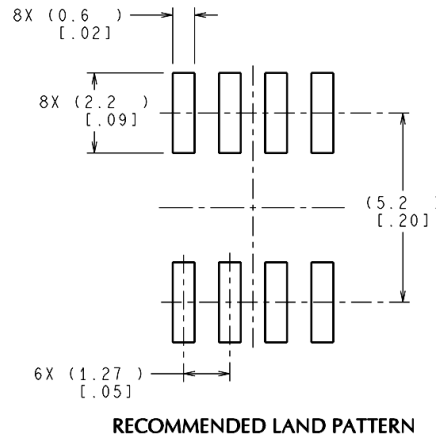 8X (0.6 )
[.02]
8X (2.2 )
[.09]
(5.2 )
[.20]
6X (1.27 )
[.05]
RECOMMENDED LAND PATTERN